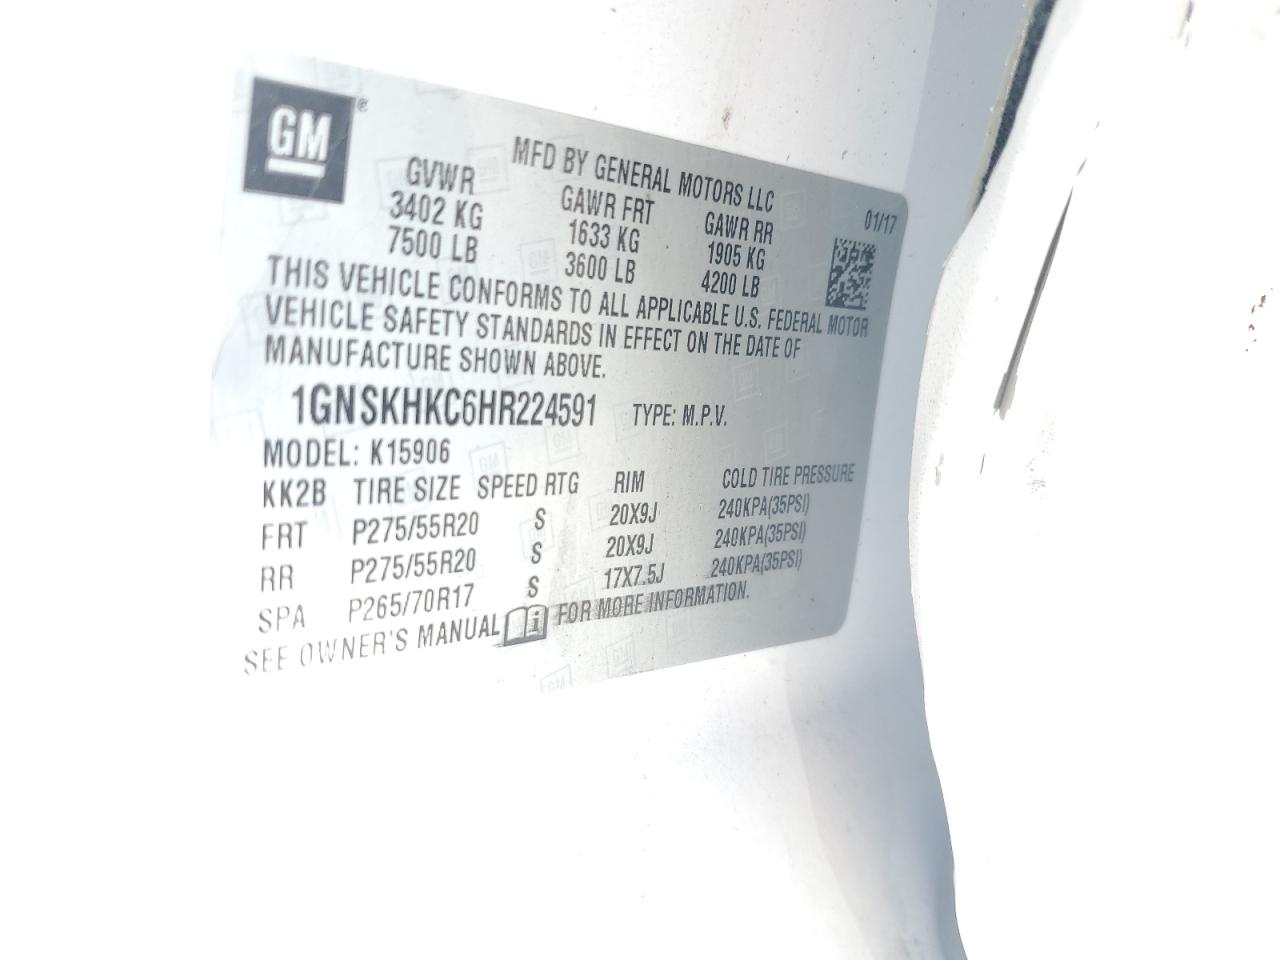 GM®
MFD BY GENERAL MOTORS LLC
01/17
GVWR GAWR FRT GAWR RR
3402 KG 1633 KG 1905 KG
7500 LB 3600 LB 4200 LB
THIS VEHICLE CONFORMS TO ALL APPLICABLE U.S. FEDERAL MOTOR
VEHICLE SAFETY STANDARDS IN EFFECT ON THE DATE OF
MANUFACTURE SHOWN ABOVE.
1GNSKHKC6HR224591 TYPE: M.P.V.
MODEL: K15906
KK2B TIRE SIZE SPEED RTG RIM COLD TIRE PRESSURE
FRT P275/55R20 S 20X9J 240KPA(35PSI)
RR P275/55R20 S 20X9J 240KPA(35PSI)
SPA P265/70R17 S 17X7.5J 240KPA(35PSI)
SEE OWNER'S MANUAL i FOR MORE INFORMATION.